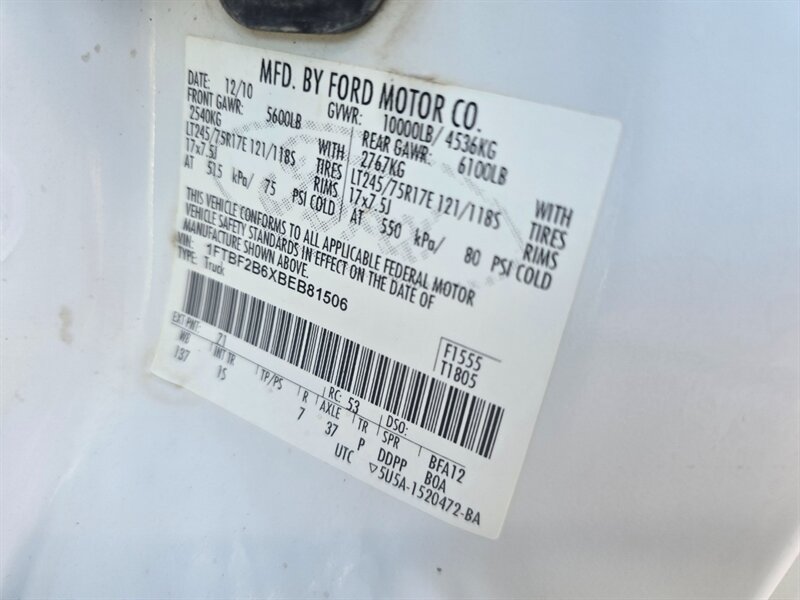 MFD. BY FORD MOTOR CO.
DATE: 12/10 GVWR: 10000LB/ 4536KG
FRONT GAWR: 5600LB REAR GAWR: 6100LB
2540KG WITH 2767KG WITH
LT245/75R17E 121/118S TIRES LT245/75R17E 121/118S TIRES
17x7.5J RIMS 17x7.5J RIMS
AT 515 kPa/ 75 PSI COLD AT 550 kPa/ 80 PSI COLD
THIS VEHICLE CONFORMS TO ALL APPLICABLE FEDERAL MOTOR
VEHICLE SAFETY STANDARDS IN EFFECT ON THE DATE OF
MANUFACTURE SHOWN ABOVE.
VIN: 1FTBF2B6XBEB81506
TYPE: Truck
F1555
T1805
EXT PNT: 71 RC: 53 DSO:
WB INT TR TP/PS R AXLE TR SPR BFA12
137 15 7 37 P DDPP B0A
UTC ▽5U5A-1520472-BA